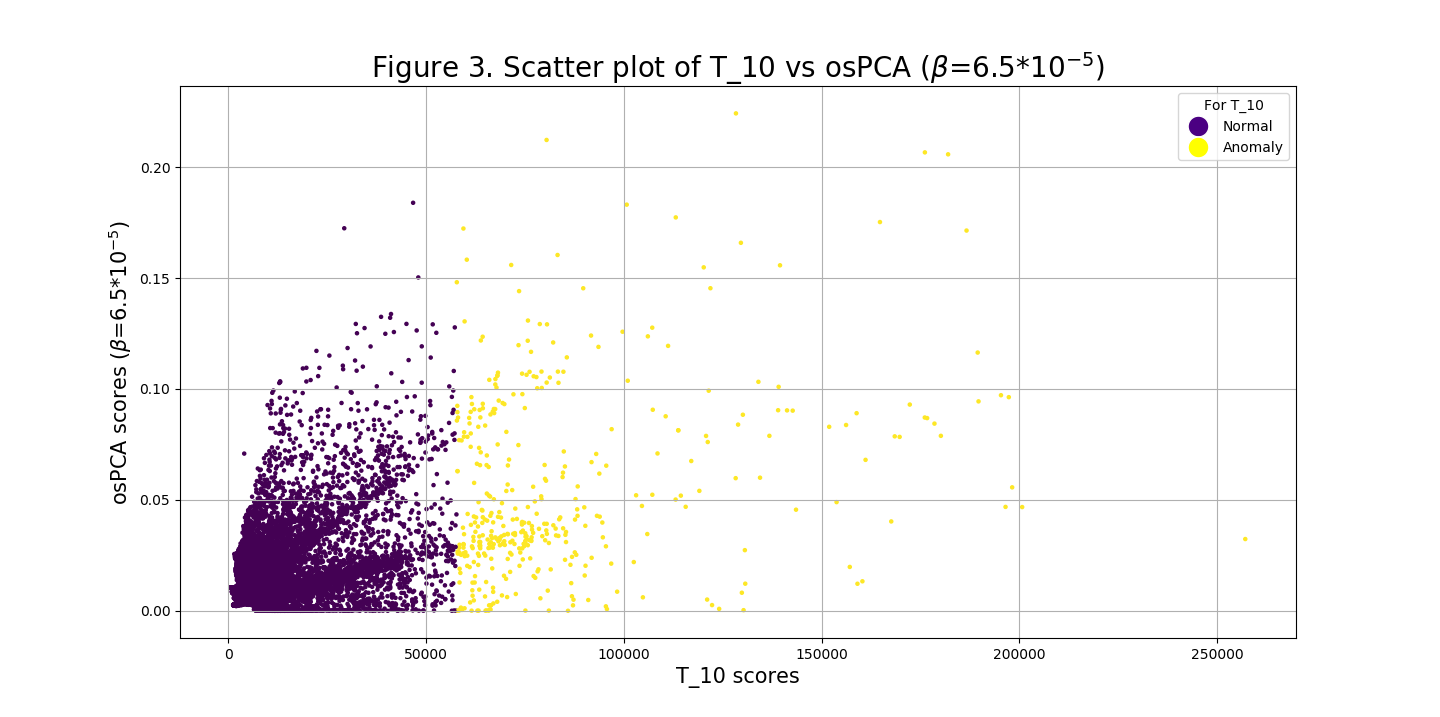 Figure 3. Scatter plot of T_10 vs osPCA (β=6.5*10⁻⁵)
For T_10
Normal
Anomaly
osPCA scores (β=6.5*10⁻⁵)
0.20
0.15
0.10
0.05
0.00
0 50000 100000 150000 200000 250000
T_10 scores